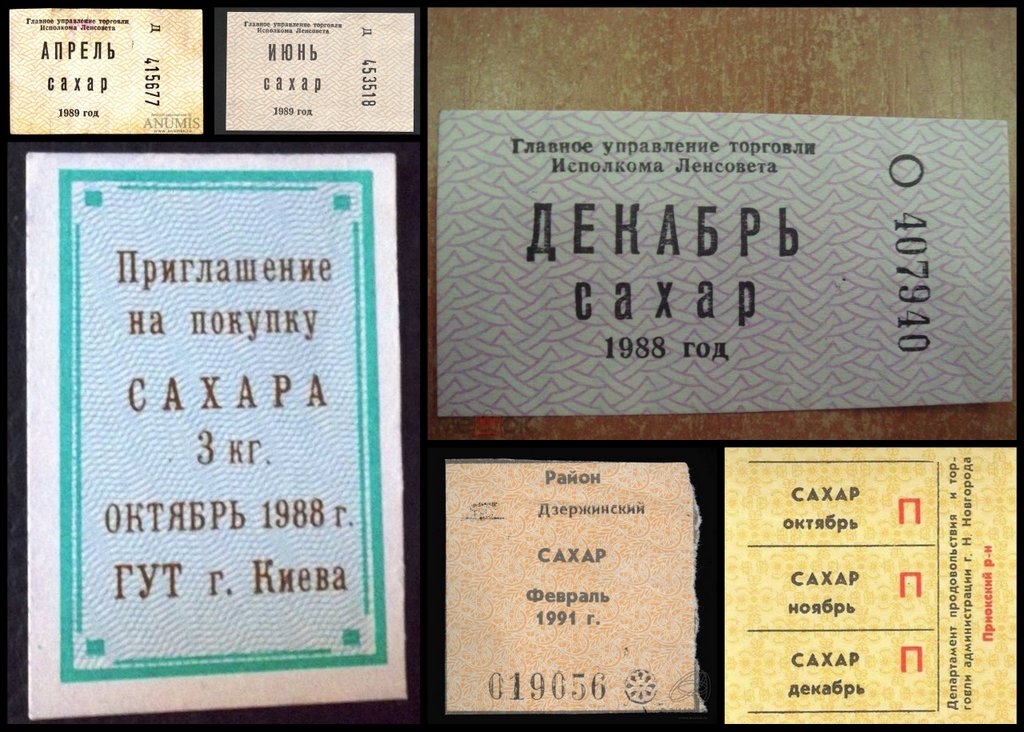 Главное управление торговли
Исполкома Ленсовета
АПРЕЛЬ
сахар
1989 год
Д
415677
ANUMIS
Главное управление торговли
Исполкома Ленсовета
ИЮНЬ
сахар
1989 год
Д
453518
Главное управление торговли
Исполкома Ленсовета
ДЕКАБРЬ
сахар
1988 год
О 407940
Приглашение
на покупку
САХАРА
3 кг.
ОКТЯБРЬ 1988 г.
ГУТ г. Киева
Район
Дзержинский
САХАР
Февраль
1991 г.
019056
САХАР
октябрь
П
САХАР
ноябрь
П
САХАР
декабрь
П
Департамент продовольствия и тор-
говли администрации г. Н. Новгорода
Приокский р-н